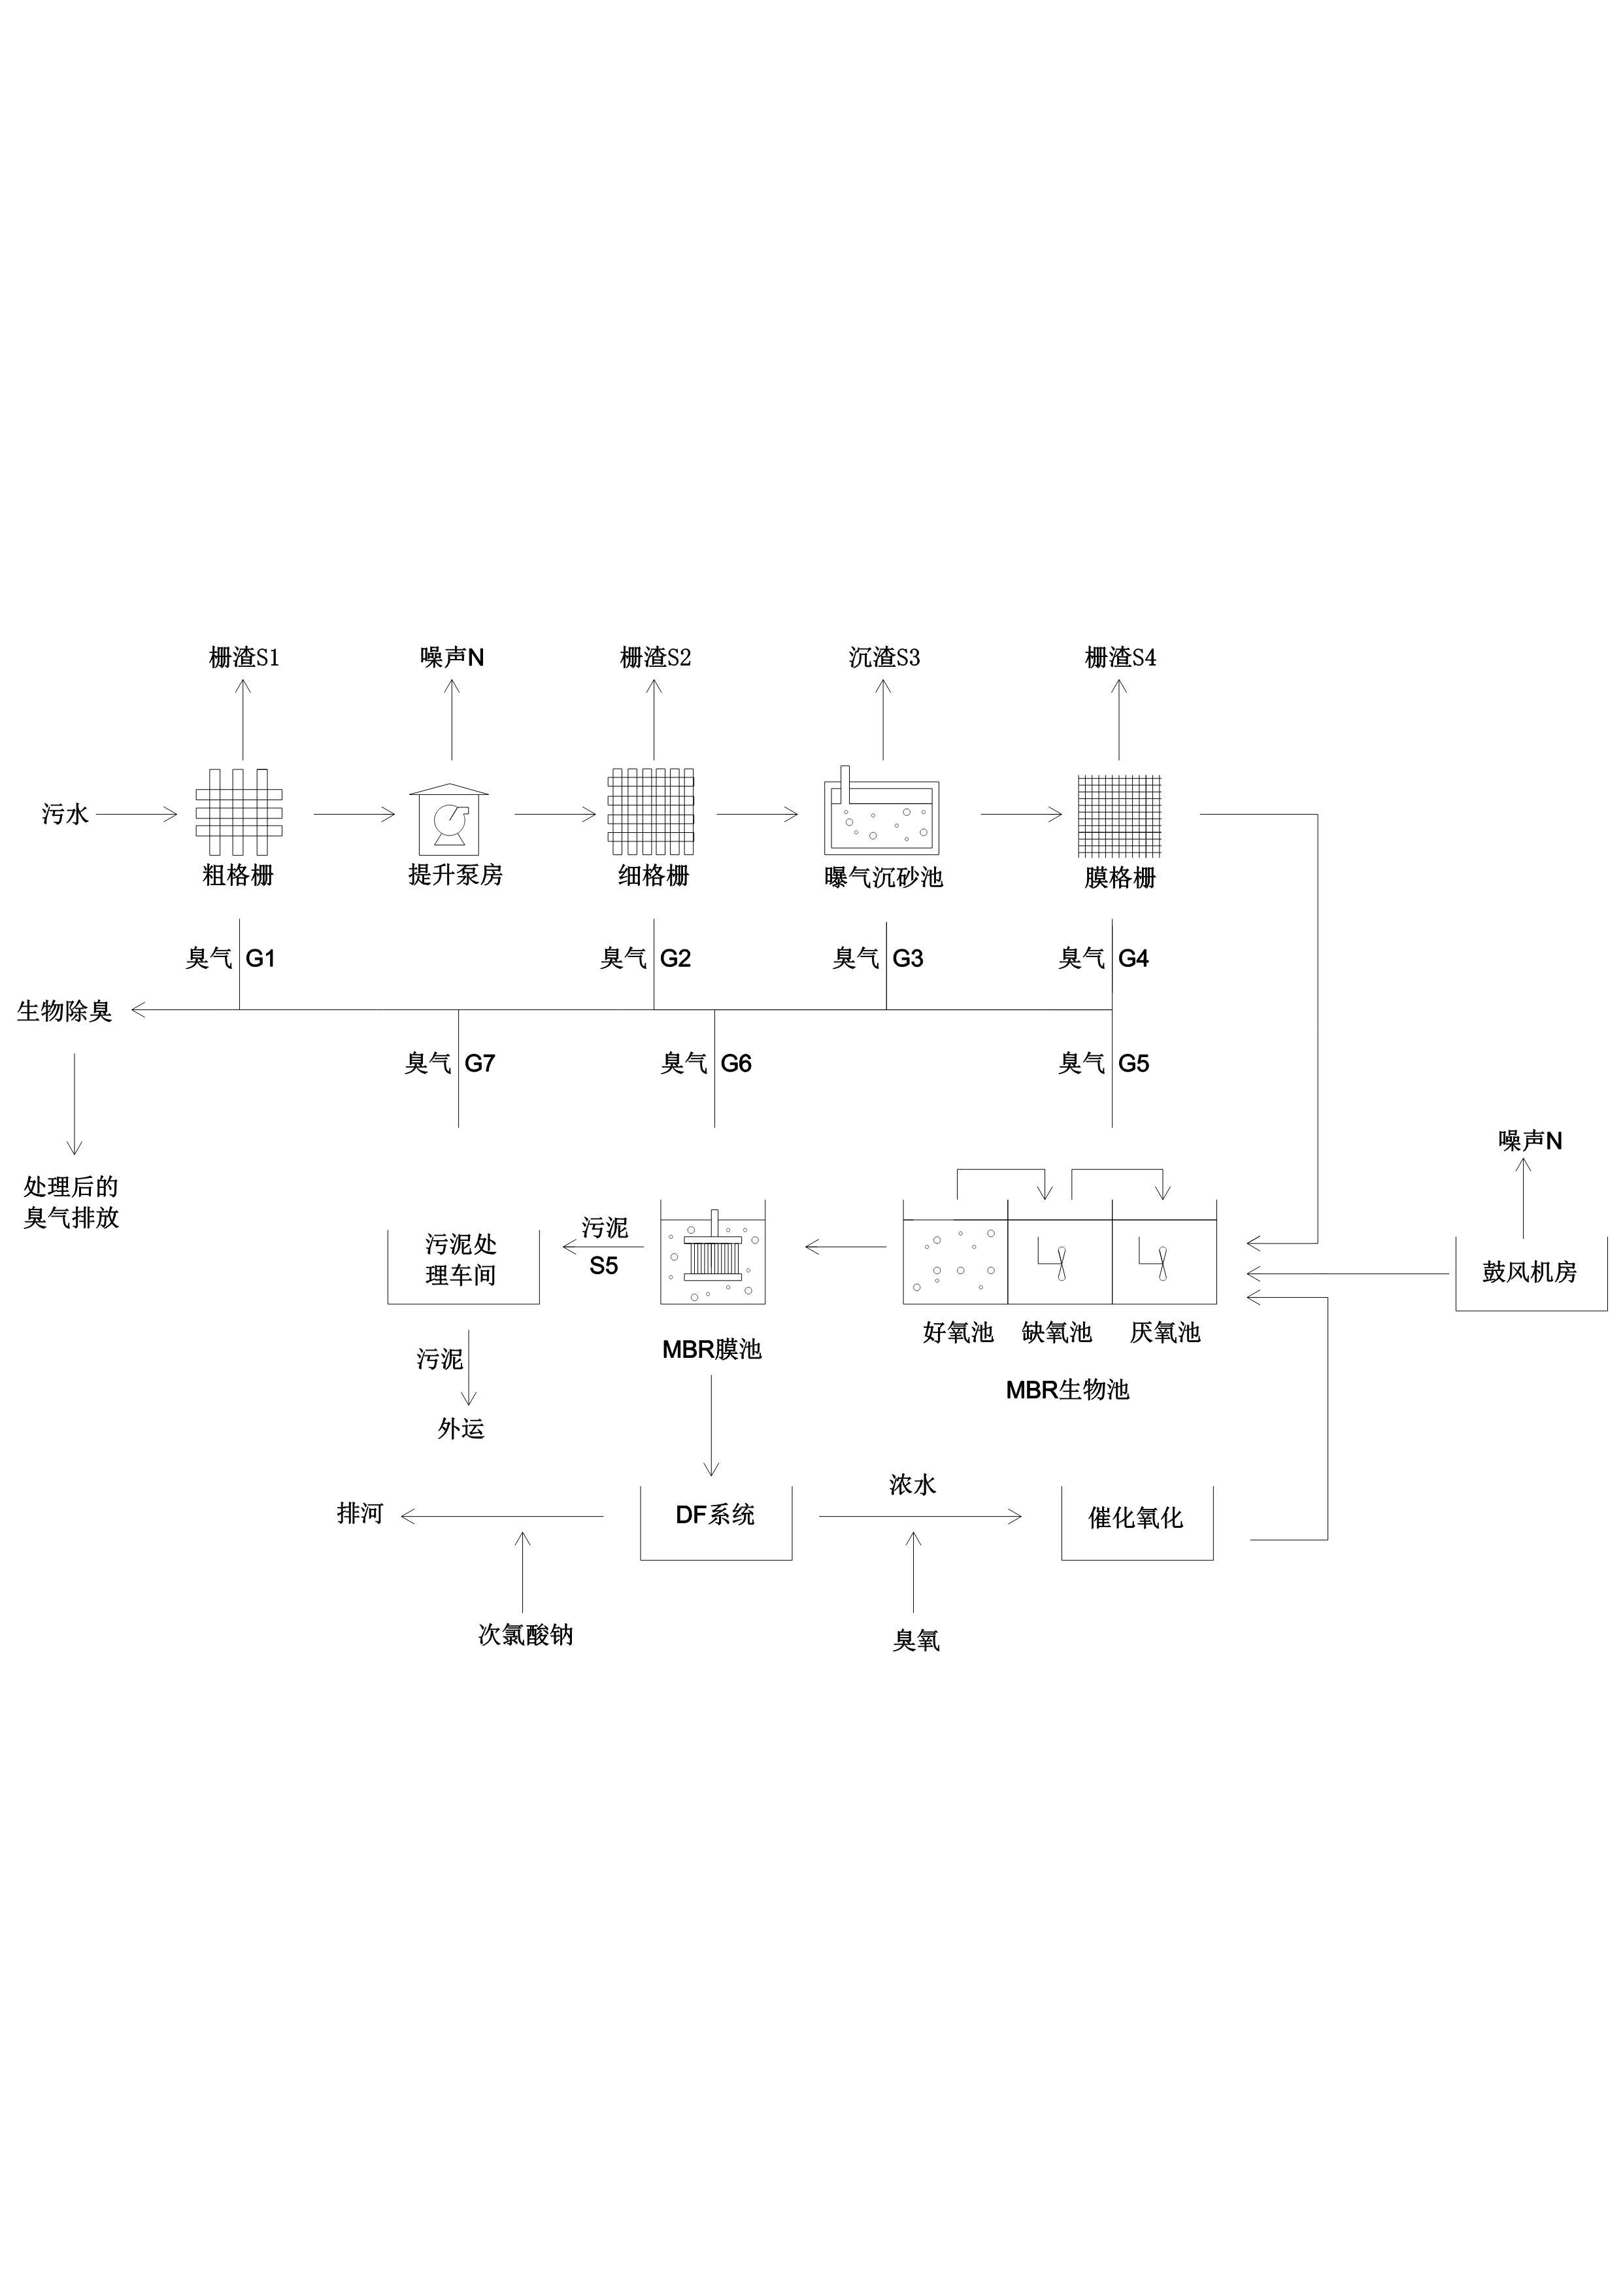 栅渣S1
噪声N
栅渣S2
沉渣S3
栅渣S4
污水
粗格栅
提升泵房
细格栅
曝气沉砂池
膜格栅
臭气 G1
臭气 G2
臭气 G3
臭气 G4
生物除臭
臭气 G7
臭气 G6
臭气 G5
处理后的
臭气排放
噪声N
污泥处
理车间
污泥
S5
鼓风机房
好氧池
缺氧池
厌氧池
MBR膜池
MBR生物池
污泥
外运
排河
DF系统
浓水
催化氧化
次氯酸钠
臭氧